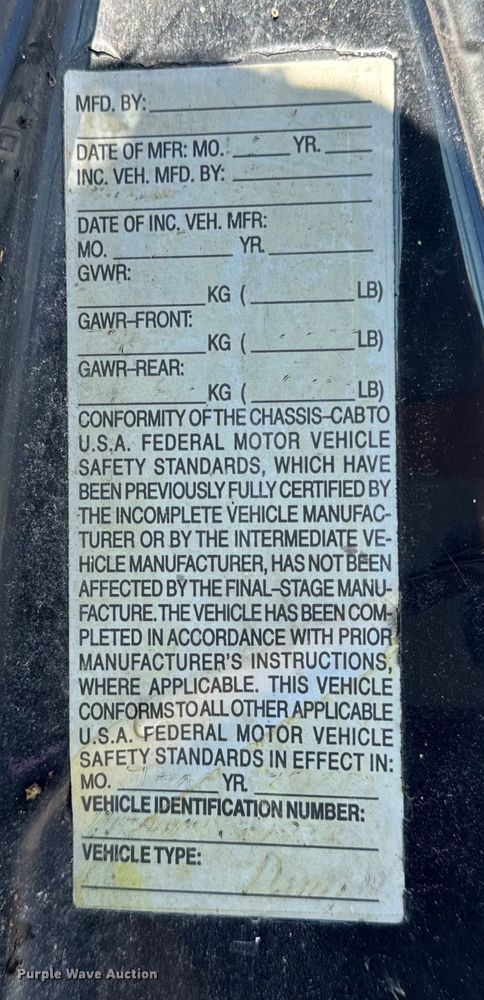 MFD. BY:
DATE OF MFR: MO. YR.
INC. VEH. MFD. BY:
DATE OF INC. VEH. MFR:
MO. YR.
GVWR:
KG ( LB)
GAWR-FRONT:
KG ( LB)
GAWR-REAR:
KG ( LB)
CONFORMITY OF THE CHASSIS-CAB TO
U.S.A. FEDERAL MOTOR VEHICLE
SAFETY STANDARDS, WHICH HAVE
BEEN PREVIOUSLY FULLY CERTIFIED BY
THE INCOMPLETE VEHICLE MANUFAC-
TURER OR BY THE INTERMEDIATE VE-
HICLE MANUFACTURER, HAS NOT BEEN
AFFECTED BY THE FINAL-STAGE MANU-
FACTURE. THE VEHICLE HAS BEEN COM-
PLETED IN ACCORDANCE WITH PRIOR
MANUFACTURER'S INSTRUCTIONS,
WHERE APPLICABLE. THIS VEHICLE
CONFORMS TO ALL OTHER APPLICABLE
U.S.A. FEDERAL MOTOR VEHICLE
SAFETY STANDARDS IN EFFECT IN:
MO. YR.
VEHICLE IDENTIFICATION NUMBER:
VEHICLE TYPE:
Purple Wave Auction